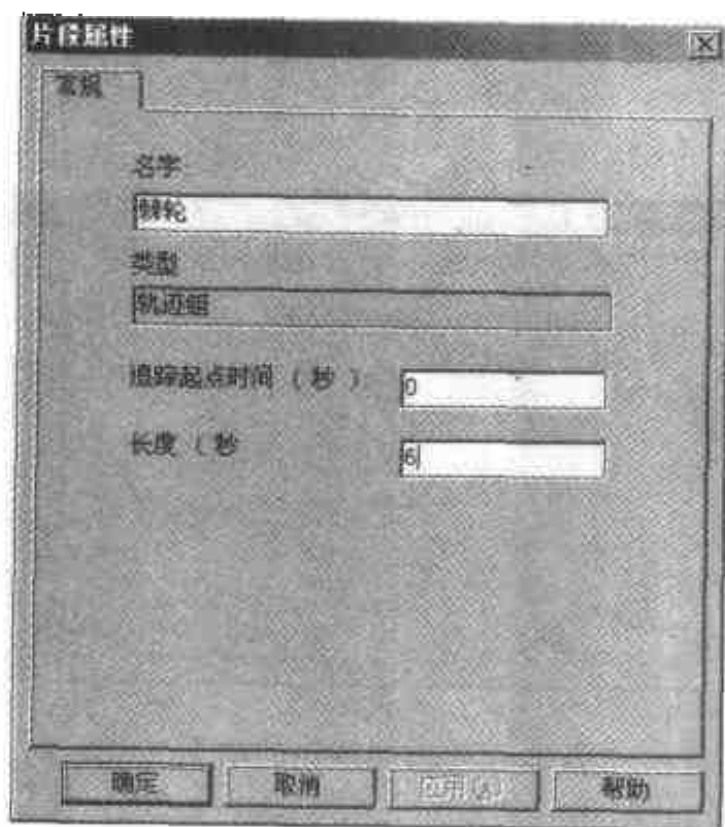 片段属性
常规
名字
棘轮
类型
轨迹组
追踪起点时间 ( 秒 )
0
长度 ( 秒
6
确定
取消
应用(A)
帮助